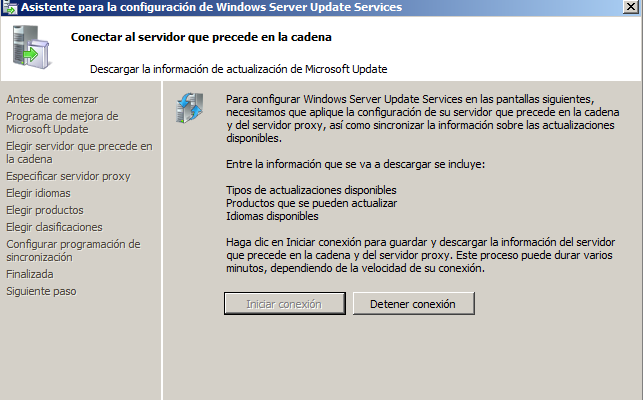 Asistente para la configuración de Windows Server Update Services
Conectar al servidor que precede en la cadena
Descargar la información de actualización de Microsoft Update
Antes de comenzar
Programa de mejora de
Microsoft Update
Elegir servidor que precede en
la cadena
Especificar servidor proxy
Elegir idiomas
Elegir productos
Elegir clasificaciones
Configurar programación de
sincronización
Finalizada
Siguiente paso
Para configurar Windows Server Update Services en las pantallas siguientes,
necesitamos que aplique la configuración de su servidor que precede en la cadena
y del servidor proxy, así como sincronizar la información sobre las actualizaciones
disponibles.
Entre la información que se va a descargar se incluye:
Tipos de actualizaciones disponibles
Productos que se pueden actualizar
Idiomas disponibles
Haga clic en Iniciar conexión para guardar y descargar la información del servidor
que precede en la cadena y del servidor proxy. Este proceso puede durar varios
minutos, dependiendo de la velocidad de su conexión.
Iniciar conexión
Detener conexión